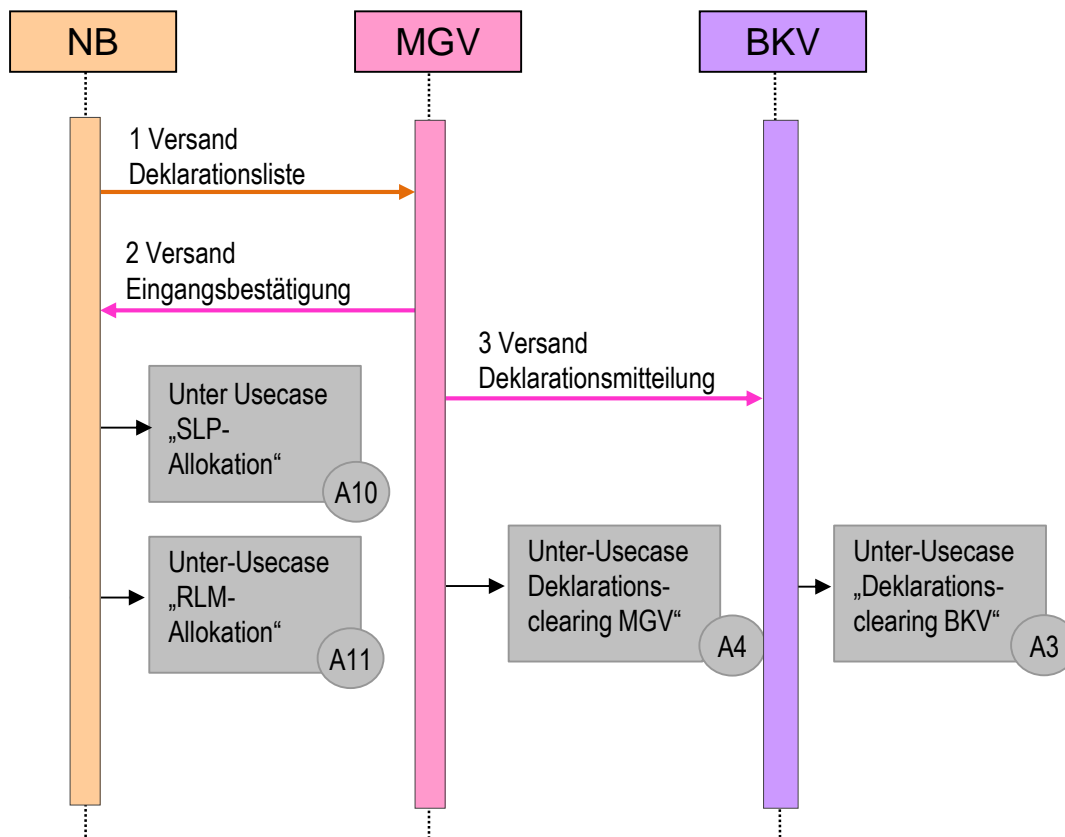 NB
MGV
BKV
1 Versand
Deklarationsliste
2 Versand
Eingangsbestätigung
3 Versand
Deklarationsmitteilung
Unter Usecase
„SLP-
Allokation“
A10
Unter-Usecase
„RLM-
Allokation“
A11
Unter-Usecase
Deklarations-
clearing MGV“
A4
Unter-Usecase
„Deklarations-
clearing BKV“
A3